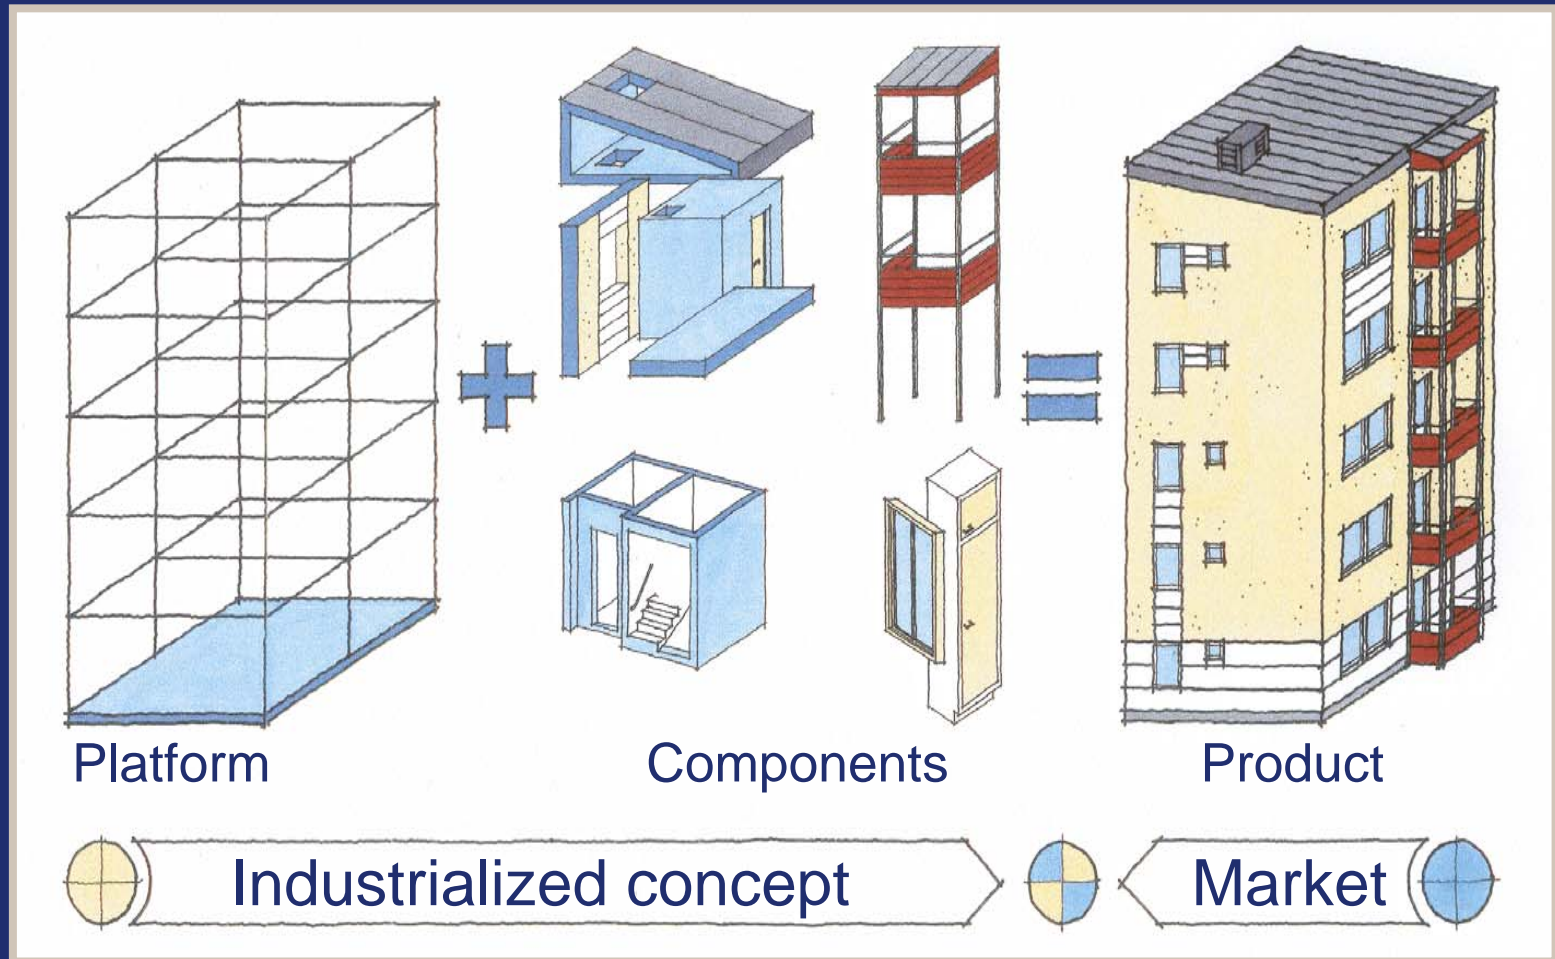 Platform
Components
Product
Industrialized concept
Market